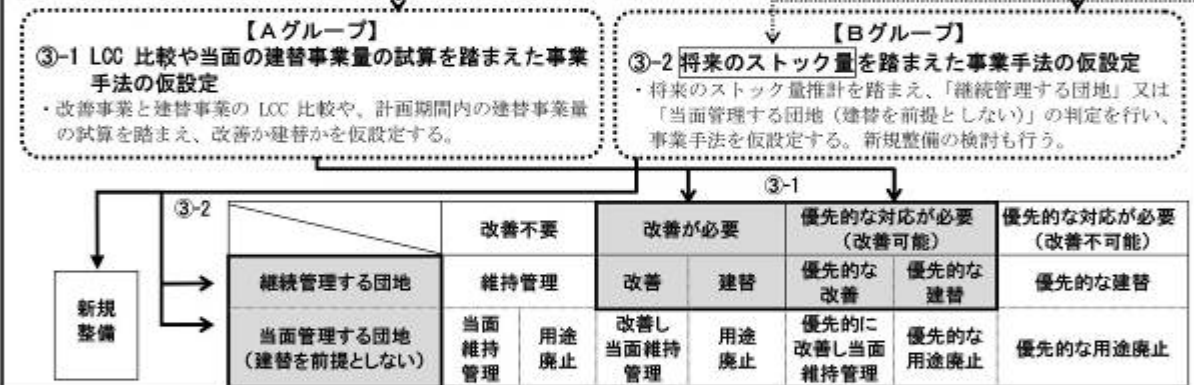 【Aグループ】
③-1 LCC 比較や当面の建替事業量の試算を踏まえた事業
手法の仮設定
・改善事業と建替事業の LCC 比較や、計画期間内の建替事業量
の試算を踏まえ、改善か建替かを仮設定する。
【Bグループ】
③-2 将来のストック量を踏まえた事業手法の仮設定
・将来のストック量推計を踏まえ、「継続管理する団地」又は
「当面管理する団地（建替を前提としない）」の判定を行い、
事業手法を仮設定する。新規整備の検討も行う。
③-1
③-2
新規
整備
改善不要
改善が必要
優先的な対応が必要
（改善可能）
優先的な対応が必要
（改善不可能）
継続管理する団地
維持管理
改善
建替
優先的な
改善
優先的な
建替
優先的な建替
当面管理する団地
（建替を前提としない）
当面
維持
管理
用途
廃止
改善し
当面維持
管理
用途
廃止
優先的に
改善し当面
維持管理
優先的な
用途廃止
優先的な用途廃止